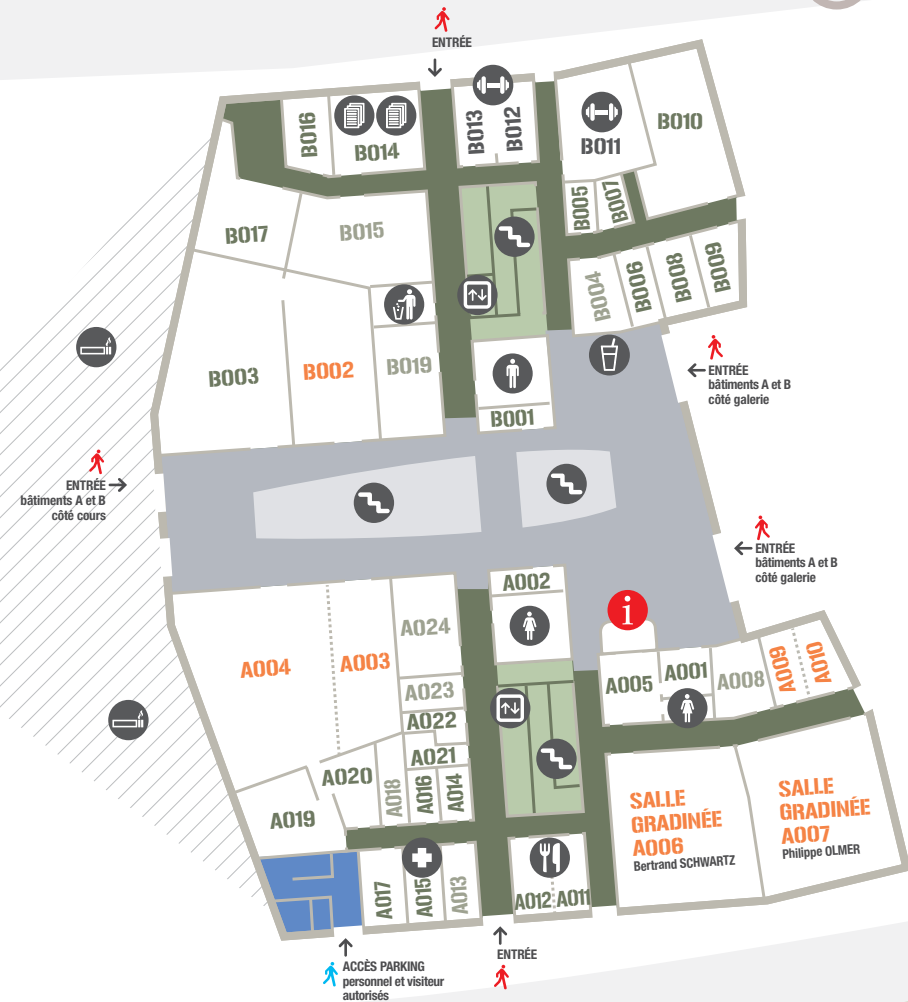 ENTRÉE
B016
B014
B013
B012
B011
B010
B005
B007
B017
B015
B004
B006
B008
B009
B003
B002
B019
B001
ENTRÉE
bâtiments A et B
côté galerie
ENTRÉE
bâtiments A et B
côté cours
ENTRÉE
bâtiments A et B
côté galerie
A002
i
A004
A003
A024
A023
A022
A021
A020
A018
A016
A014
A019
A005
A001
A008
A009
A010
SALLE
GRADINÉE
A006
Bertrand SCHWARTZ
SALLE
GRADINÉE
A007
Philippe OLMER
A017
A015
A013
A012
A011
ACCÈS PARKING
personnel et visiteur
autorisés
ENTRÉE